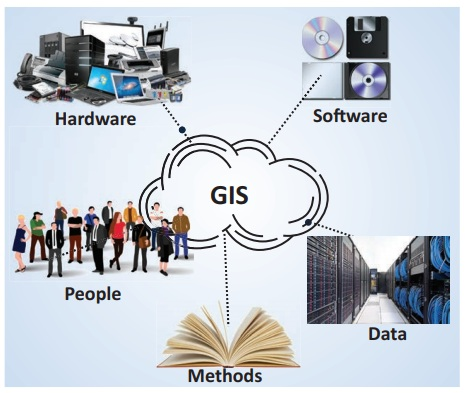 Hardware
Software
GIS
People
Data
Methods